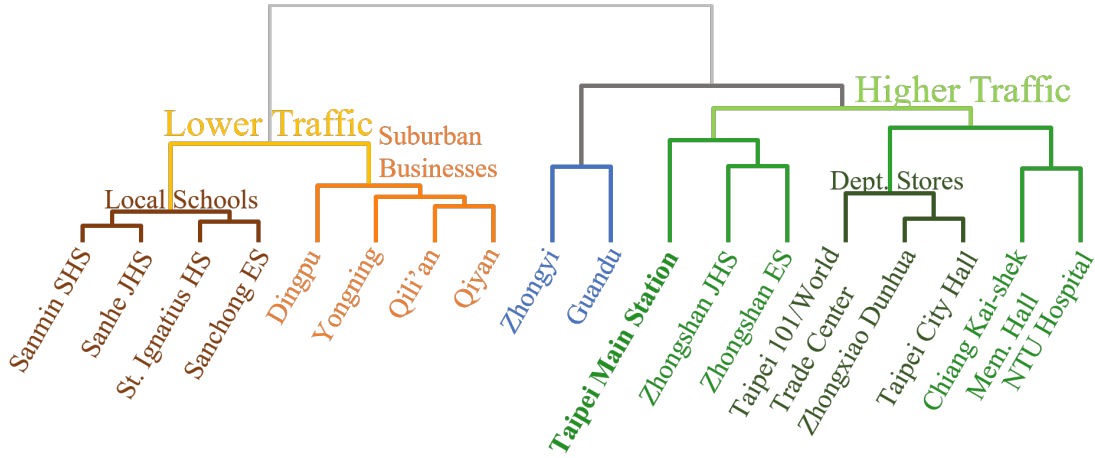 Higher Traffic
Lower Traffic
Suburban
Businesses
Local Schools
Dept. Stores
Sanmin SHS
Sanhe JHS
St. Ignatius HS
Sanchong ES
Dingpu
Yongning
Qili’an
Qiyan
Zhongyi
Guandu
Taipei Main Station
Zhongshan JHS
Zhongshan ES
Taipei 101/World
Trade Center
Zhongxiao Dunhua
Taipei City Hall
Chiang Kai-shek
Mem. Hall
NTU Hospital